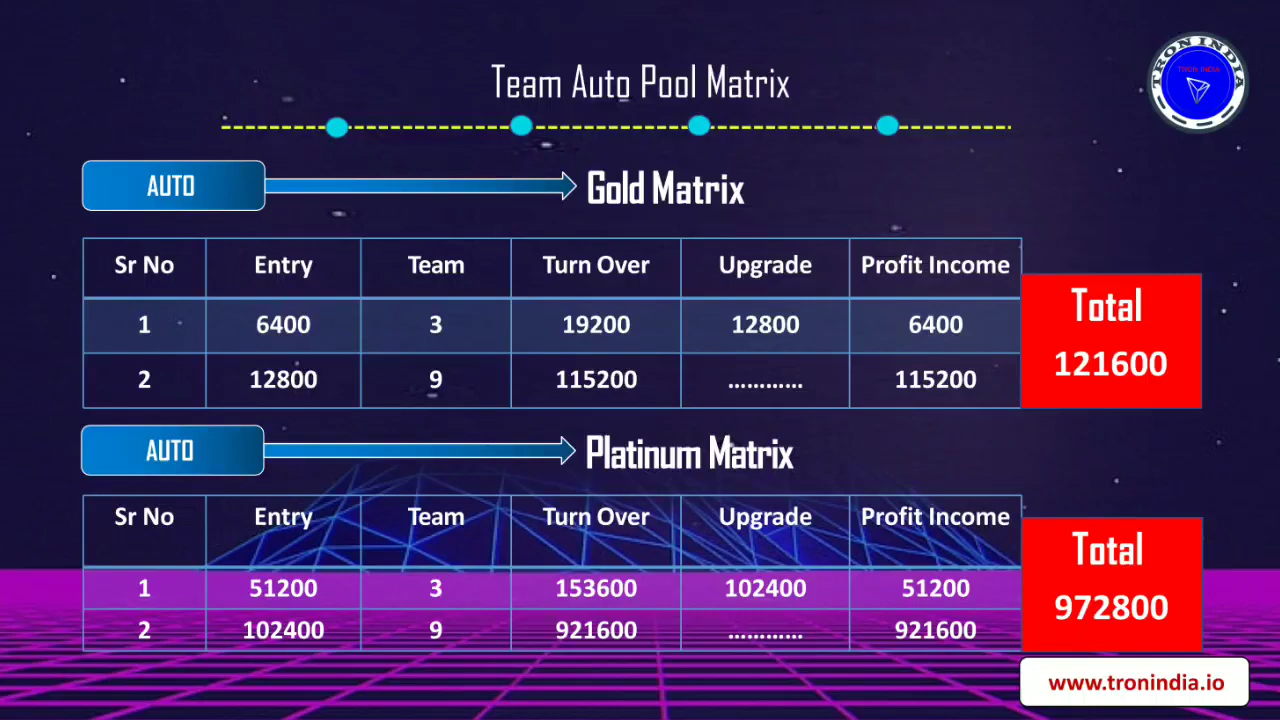 Team Auto Pool Matrix
TRON INDIA
TRON INDIA
AUTO
Gold Matrix
Sr No Entry Team Turn Over Upgrade Profit Income
1 6400 3 19200 12800 6400
2 12800 9 115200 ............ 115200
Total
121600
AUTO
Platinum Matrix
Sr No Entry Team Turn Over Upgrade Profit Income
1 51200 3 153600 102400 51200
2 102400 9 921600 ............ 921600
Total
972800
www.tronindia.io